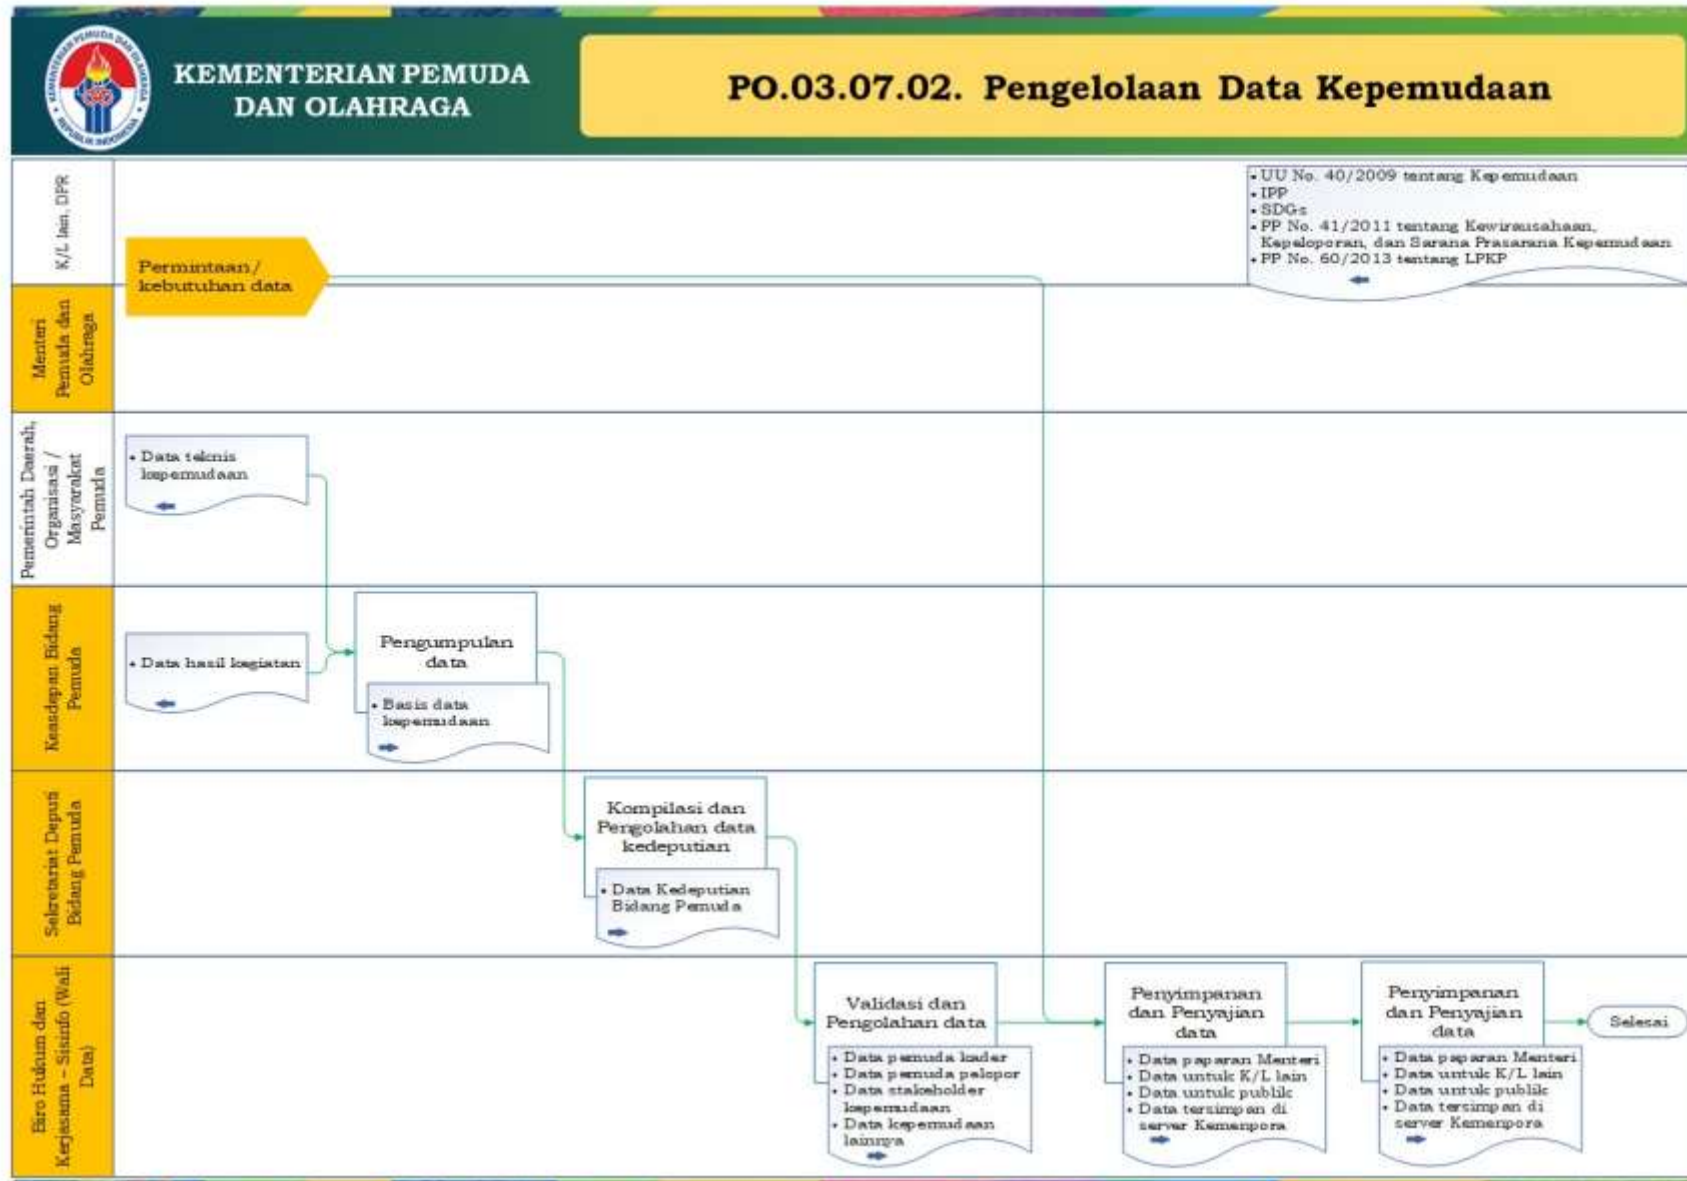 KEMENTERIAN PEMUDA DAN OLAHRAGA
REPUBLIK INDONESIA
KEMENTERIAN PEMUDA
DAN OLAHRAGA
PO.03.07.02. Pengelolaan Data Kepemudaan
K/L lain, DPR
Permintaan/
kebutuhan data
• UU No. 40/2009 tentang Kepemudaan
• IPP
• SDGs
• PP No. 41/2011 tentang Kewirausahaan,
Kepeloporan, dan Sarana Prasarana Kepemudaan
• PP No. 60/2013 tentang LPKP
Menteri
Pemuda dan
Olahraga
Pemerintah Daerah,
Organisasi /
Masyarakat
Pemuda
• Data teknis
kepemudaan
Keasdepan Bidang
Pemuda
• Data hasil kegiatan
Pengumpulan
data
• Basis data
kepemudaan
Sekretariat Deputi
Bidang Pemuda
Kompilasi dan
Pengolahan data
kedeputian
• Data Kedeputian
Bidang Pemuda
Biro Hukum dan
Kerjasama – Sisinfo (Wali
Data)
Validasi dan
Pengolahan data
• Data pemuda kader
• Data pemuda pelopor
• Data stakeholder
kepemudaan
• Data kepemudaan
lainnya
Penyimpanan
dan Penyajian
data
• Data paparan Menteri
• Data untuk K/L lain
• Data untuk publik
• Data tersimpan di
server Kemenpora
Penyimpanan
dan Penyajian
data
• Data paparan Menteri
• Data untuk K/L lain
• Data untuk publik
• Data tersimpan di
server Kemenpora
Selesai